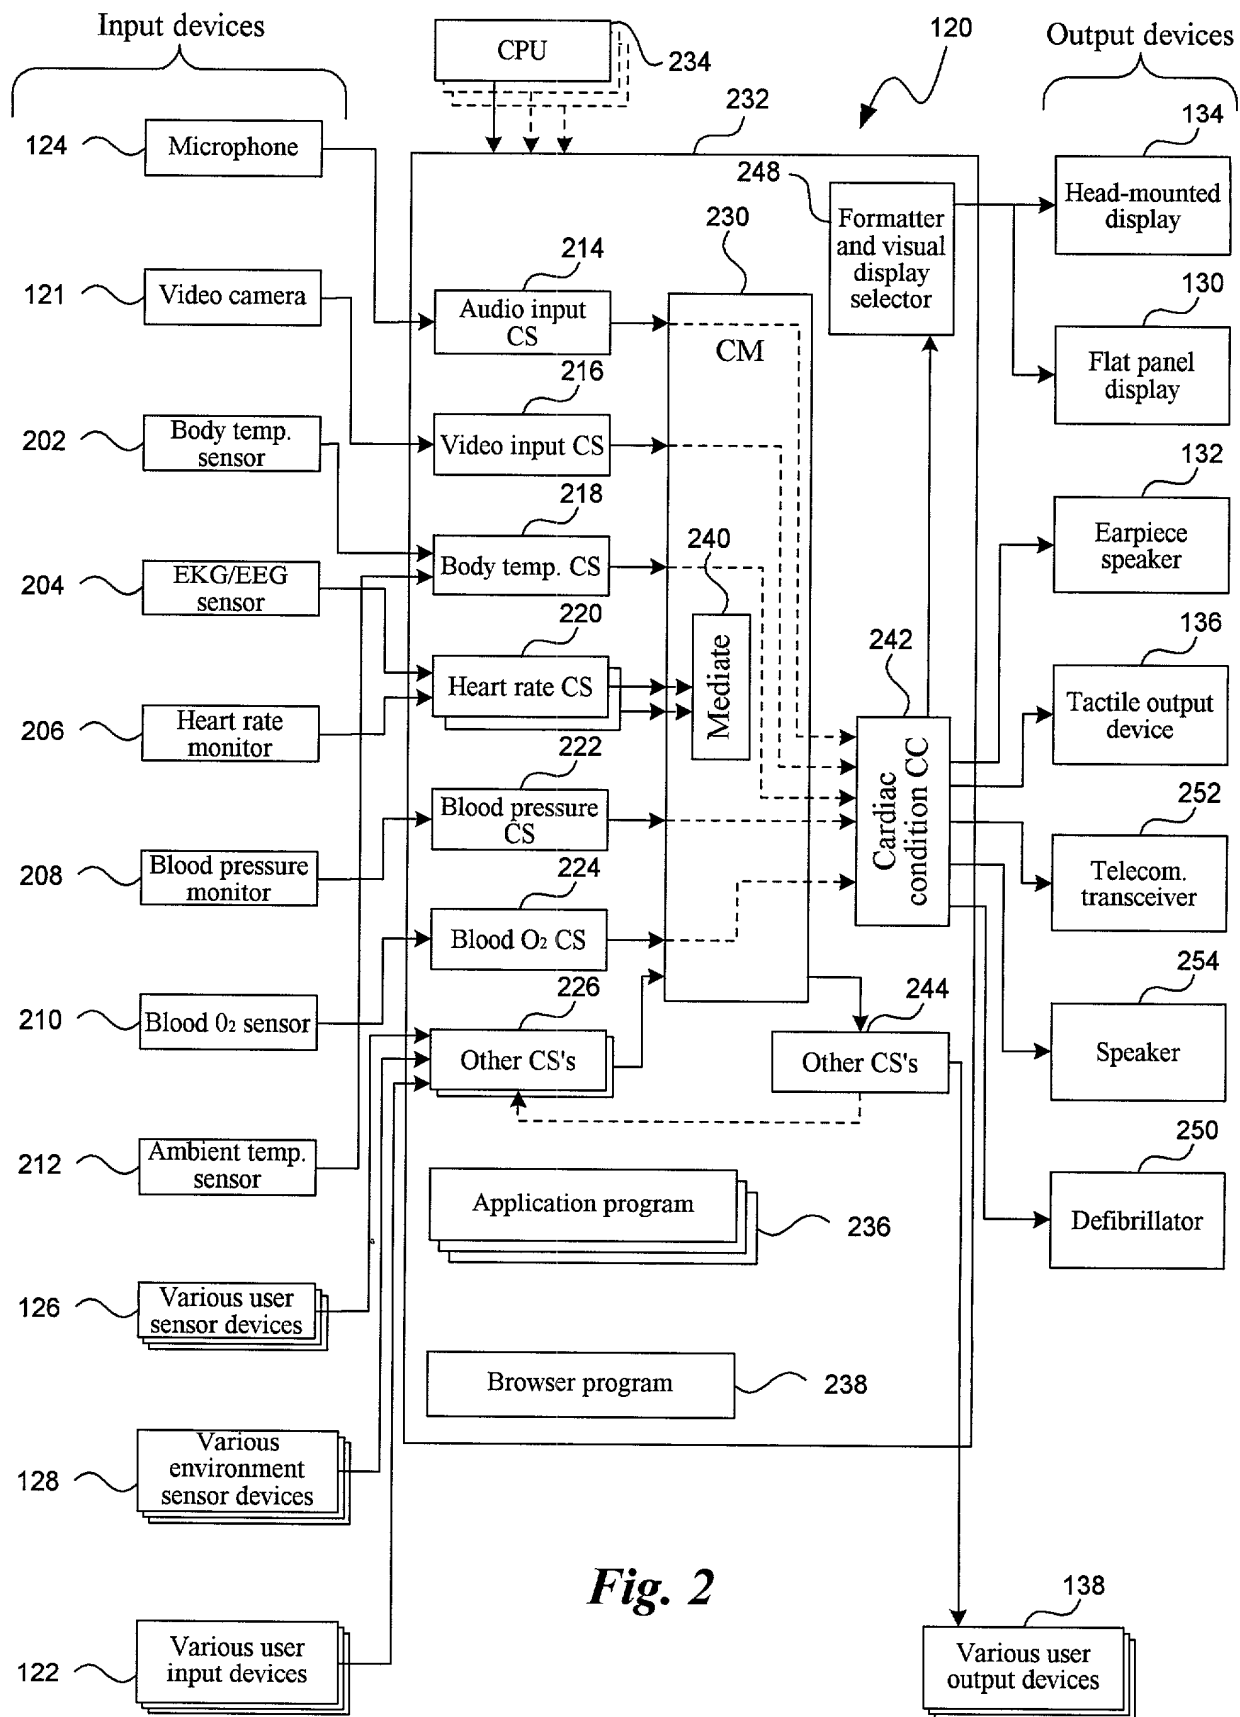 Input devices
CPU
234
120
Output devices
124
Microphone
232
134
Head-mounted
display
248
Formatter
and visual
display
selector
230
214
Audio input
CS
CM
121
Video camera
130
Flat panel
display
216
Video input CS
202
Body temp.
sensor
132
Earpiece
speaker
218
Body temp. CS
240
Mediate
204
EKG/EEG
sensor
220
Heart rate CS
242
Cardiac
condition CC
136
Tactile output
device
206
Heart rate
monitor
222
Blood pressure
CS
252
Telecom.
transceiver
208
Blood pressure
monitor
224
Blood O2 CS
254
Speaker
210
Blood 02 sensor
226
Other CS's
244
Other CS's
212
Ambient temp.
sensor
250
Defibrillator
Application program
236
126
Various user
sensor devices
Browser program
238
128
Various
environment
sensor devices
Fig. 2
138
Various user
output devices
122
Various user
input devices